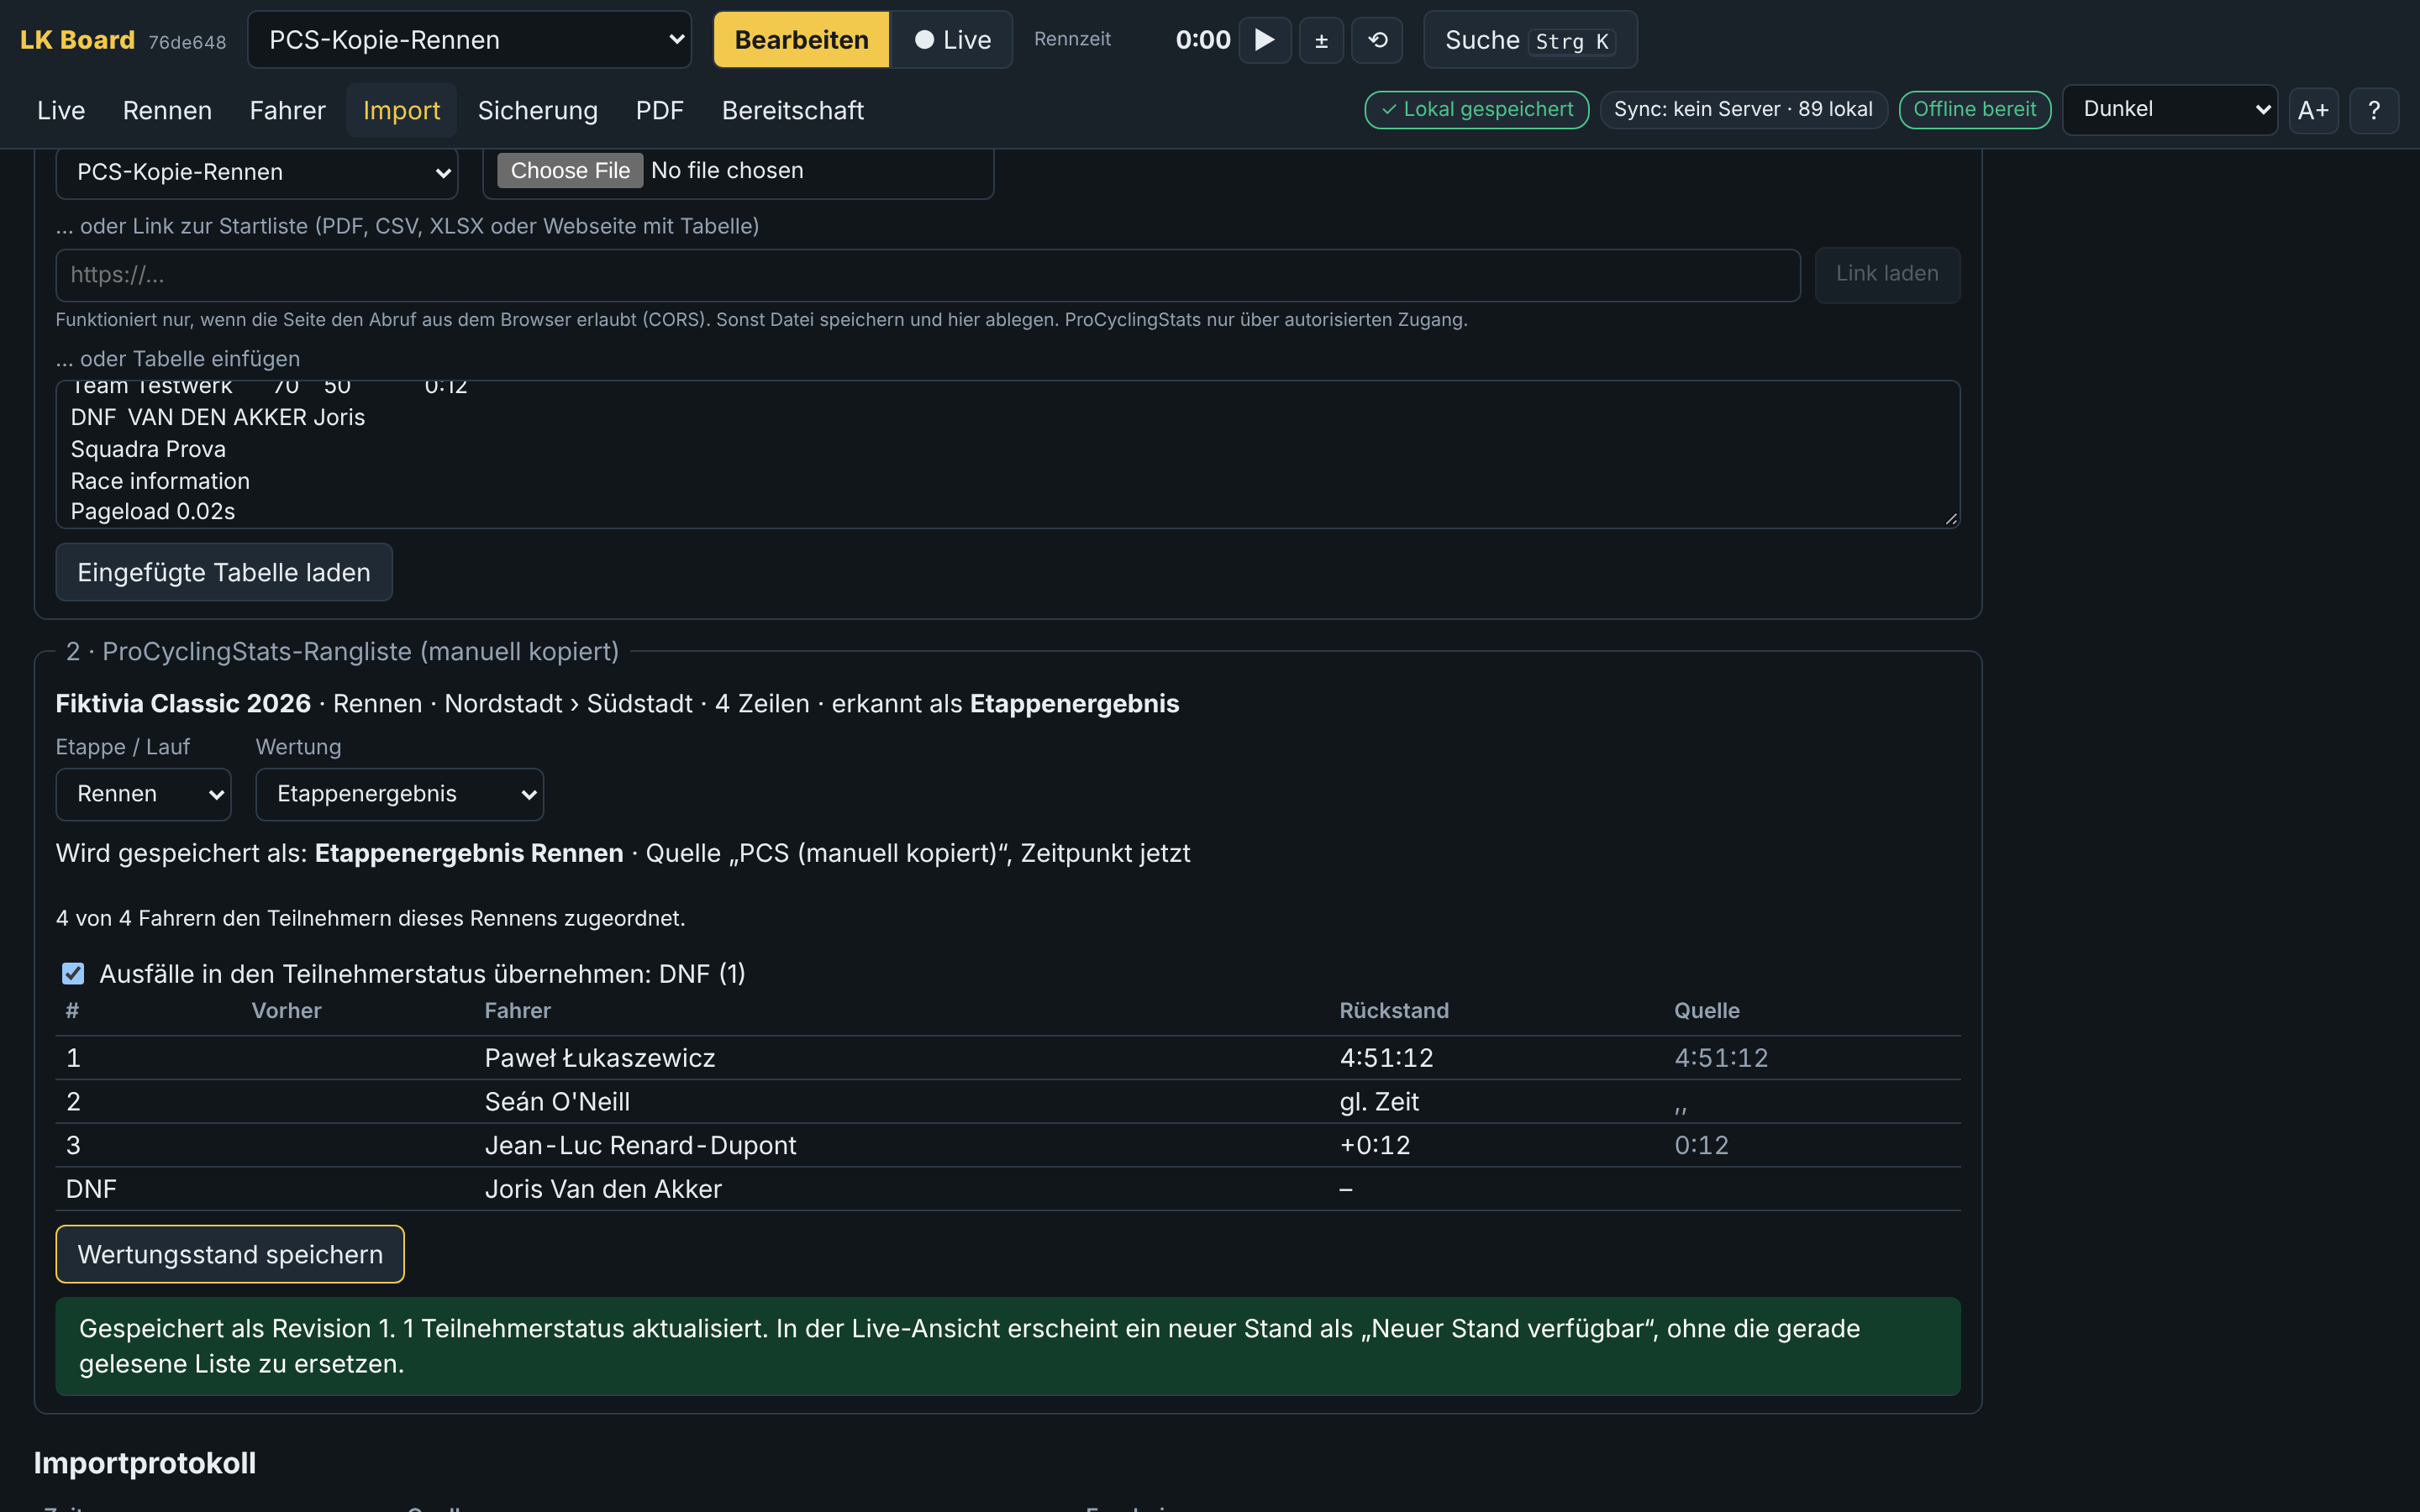 LK Board 76de648 PCS-Kopie-Rennen Bearbeiten Live Rennzeit 0:00 ± Suche Strg K
Live Rennen Fahrer Import Sicherung PDF Bereitschaft ✓ Lokal gespeichert Sync: kein Server · 89 lokal Offline bereit Dunkel A+ ?
PCS-Kopie-Rennen Choose File No file chosen
... oder Link zur Startliste (PDF, CSV, XLSX oder Webseite mit Tabelle)
https://... Link laden
Funktioniert nur, wenn die Seite den Abruf aus dem Browser erlaubt (CORS). Sonst Datei speichern und hier ablegen. ProCyclingStats nur über autorisierten Zugang.
... oder Tabelle einfügen
Team Testwerk 70 50 0:12
DNF VAN DEN AKKER Joris
Squadra Prova
Race information
Pageload 0.02s
Eingefügte Tabelle laden
2 · ProCyclingStats-Rangliste (manuell kopiert)
Fiktivia Classic 2026 · Rennen · Nordstadt › Südstadt · 4 Zeilen · erkannt als Etappenergebnis
Etappe / Lauf Wertung
Rennen Etappenergebnis
Wird gespeichert als: Etappenergebnis Rennen · Quelle „PCS (manuell kopiert)“, Zeitpunkt jetzt
4 von 4 Fahrern den Teilnehmern dieses Rennens zugeordnet.
Ausfälle in den Teilnehmerstatus übernehmen: DNF (1)
# Vorher Fahrer Rückstand Quelle
1 Paweł Łukaszewicz 4:51:12 4:51:12
2 Seán O'Neill gl. Zeit ,,
3 Jean-Luc Renard-Dupont +0:12 0:12
DNF Joris Van den Akker –
Wertungsstand speichern
Gespeichert als Revision 1. 1 Teilnehmerstatus aktualisiert. In der Live-Ansicht erscheint ein neuer Stand als „Neuer Stand verfügbar“, ohne die gerade
gelesene Liste zu ersetzen.
Importprotokoll